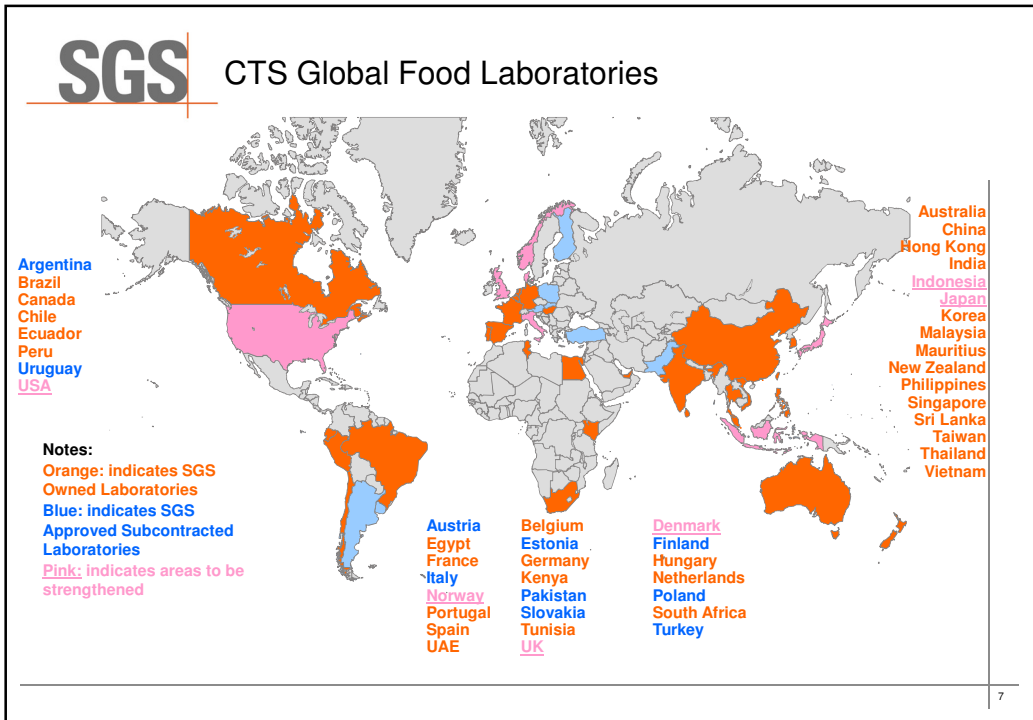 SGS
CTS Global Food Laboratories
Argentina
Brazil
Canada
Chile
Ecuador
Peru
Uruguay
USA
Notes:
Orange: indicates SGS
Owned Laboratories
Blue: indicates SGS
Approved Subcontracted
Laboratories
Pink: indicates areas to be
strengthened
Austria
Egypt
France
Italy
Norway
Portugal
Spain
UAE
Belgium
Estonia
Germany
Kenya
Pakistan
Slovakia
Tunisia
UK
Denmark
Finland
Hungary
Netherlands
Poland
South Africa
Turkey
Australia
China
Hong Kong
India
Indonesia
Japan
Korea
Malaysia
Mauritius
New Zealand
Philippines
Singapore
Sri Lanka
Taiwan
Thailand
Vietnam
7